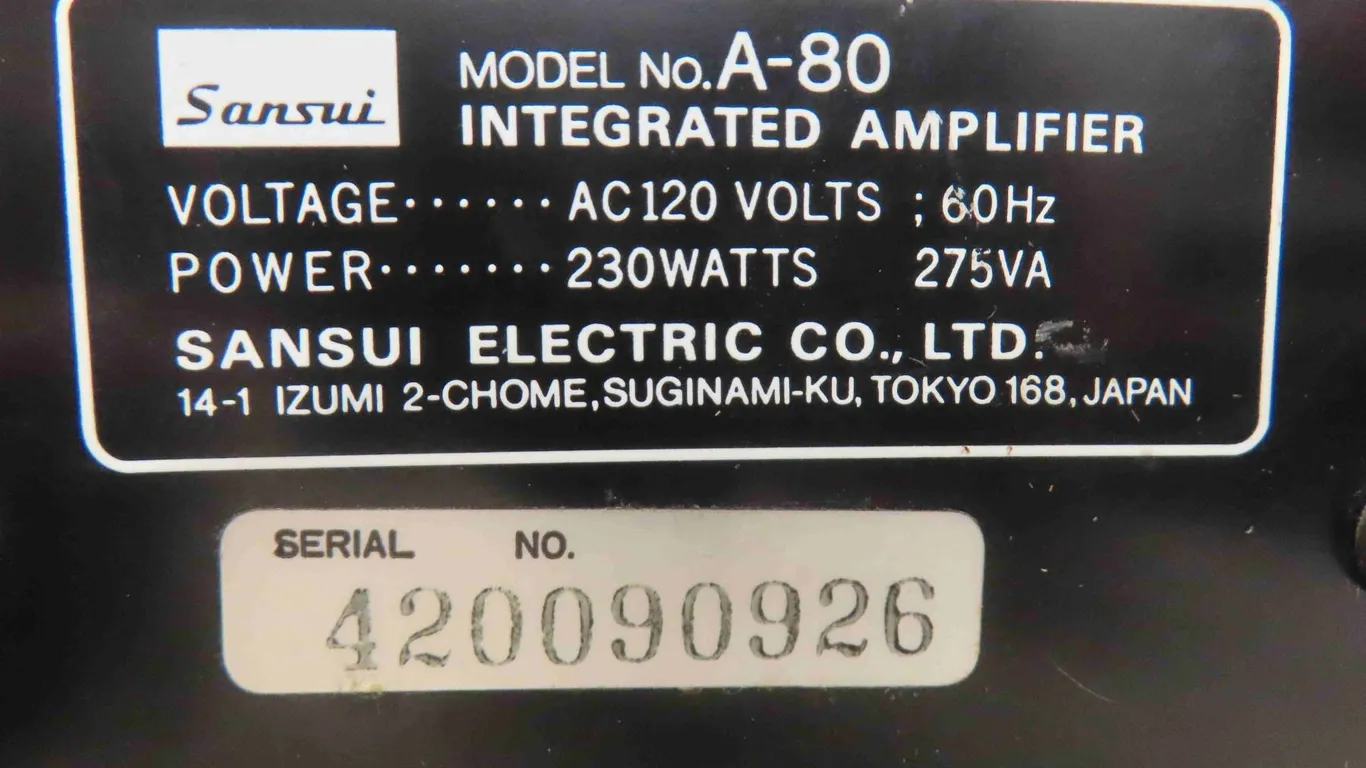 Sansui
MODEL NO. A-80
INTEGRATED AMPLIFIER
VOLTAGE······AC120 VOLTS ; 60Hz
POWER········230WATTS 275VA
SANSUI ELECTRIC CO., LTD.
14-1 IZUMI 2-CHOME, SUGINAMI-KU, TOKYO 168, JAPAN
SERIAL NO.
420090926